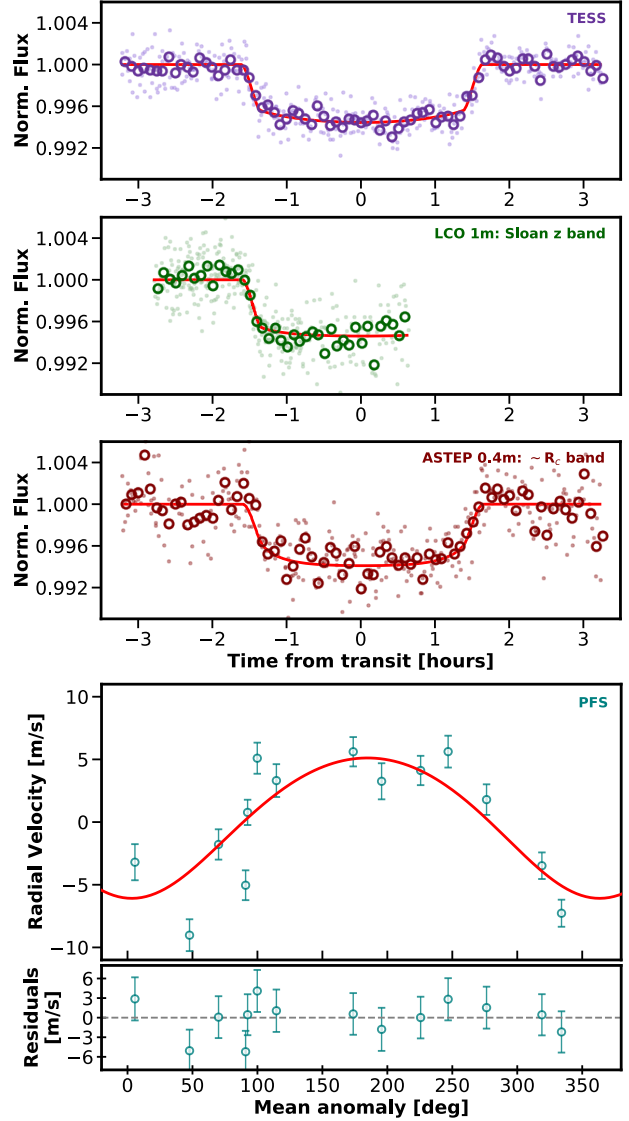 TESS
Norm. Flux
1.004
1.000
0.996
0.992
−3 −2 −1 0 1 2 3
LCO 1m: Sloan z band
Norm. Flux
1.004
1.000
0.996
0.992
−3 −2 −1 0 1 2 3
ASTEP 0.4m: ~ R_c band
Norm. Flux
1.004
1.000
0.996
0.992
−3 −2 −1 0 1 2 3
Time from transit [hours]
PFS
Radial Velocity [m/s]
10
5
0
−5
−10
Residuals
[m/s]
6
3
0
−3
−6
0 50 100 150 200 250 300 350
Mean anomaly [deg]